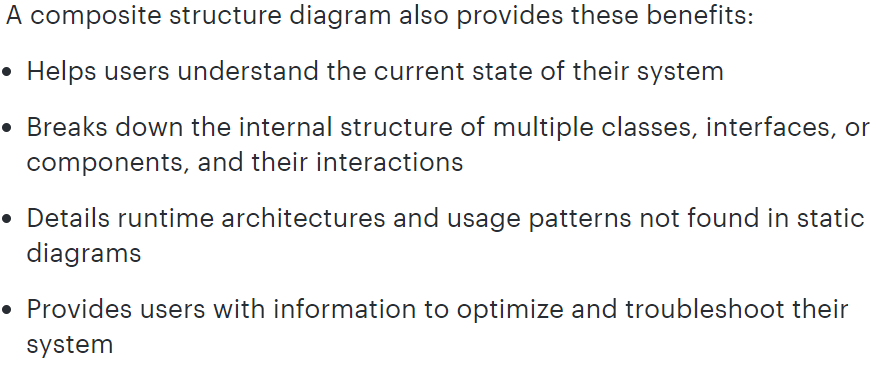 A composite structure diagram also provides these benefits:
• Helps users understand the current state of their system
• Breaks down the internal structure of multiple classes, interfaces, or
components, and their interactions
• Details runtime architectures and usage patterns not found in static
diagrams
• Provides users with information to optimize and troubleshoot their
system